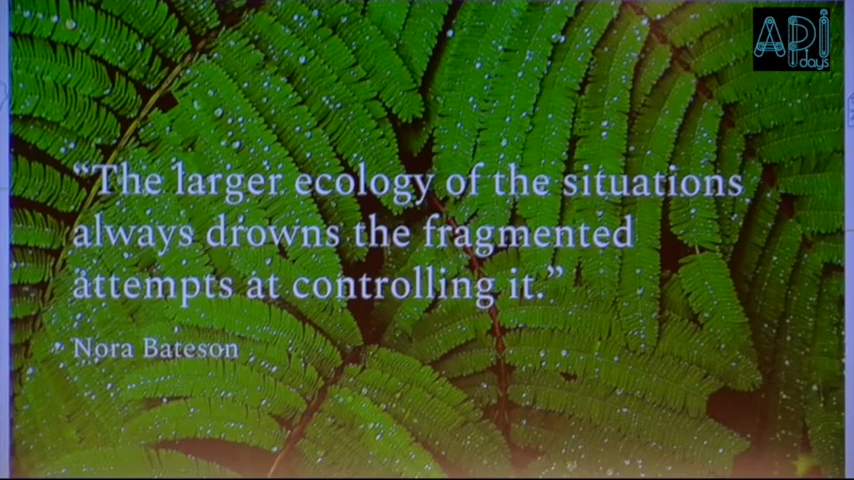 API
days
“The larger ecology of the situations
always drowns the fragmented
attempts at controlling it.”
Nora Bateson